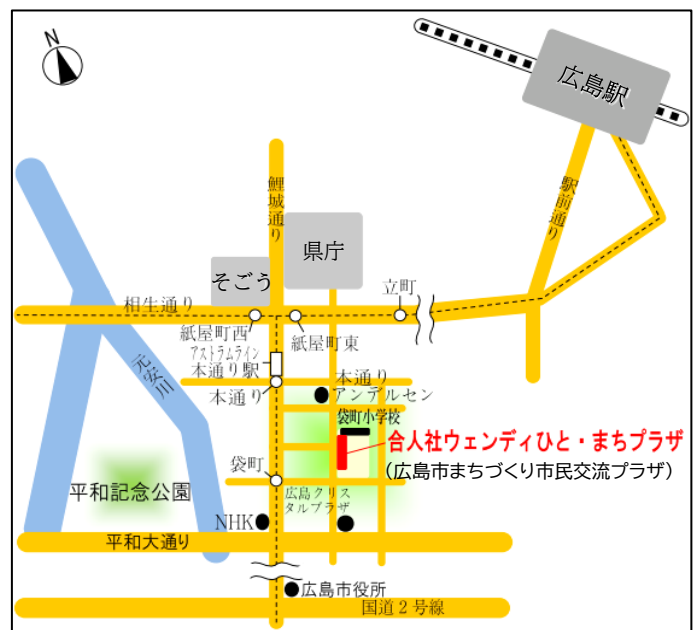 N
広島駅
鯉城通り
駅前通り
県庁
そごう
立町
相生通り
紙屋町西
紙屋町東
アストラムライン
本通り駅
本通り
本通り
アンデルセン
元安川
袋町小学校
合人社ウェンディひと・まちプラザ
(広島市まちづくり市民交流プラザ)
袋町
平和記念公園
広島クリス
タルプラザ
NHK
平和大通り
広島市役所
国道2号線